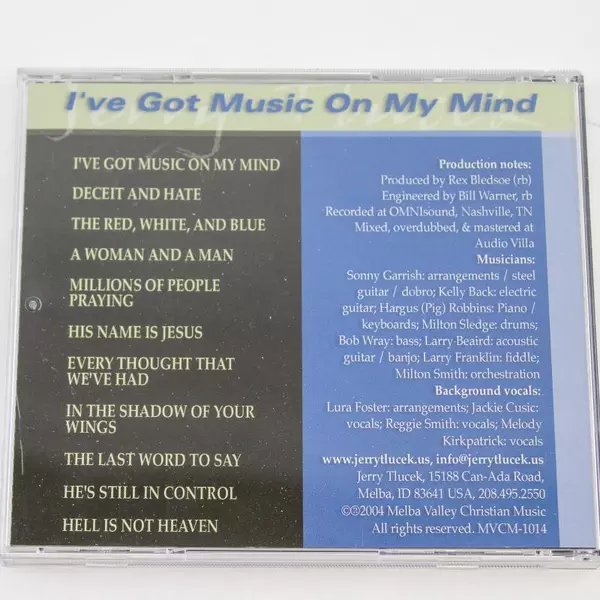 I've Got Music On My Mind
Jerry Tlucek
I'VE GOT MUSIC ON MY MIND
DECEIT AND HATE
THE RED, WHITE, AND BLUE
A WOMAN AND A MAN
MILLIONS OF PEOPLE
PRAYING
HIS NAME IS JESUS
EVERY THOUGHT THAT
WE'VE HAD
IN THE SHADOW OF YOUR
WINGS
THE LAST WORD TO SAY
HE'S STILL IN CONTROL
HELL IS NOT HEAVEN
Production notes:
Produced by Rex Bledsoe (rb)
Engineered by Bill Warner, rb
Recorded at OMNIsound, Nashville, TN
Mixed, overdubbed, & mastered at
Audio Villa
Musicians:
Sonny Garrish: arrangements / steel
guitar / dobro; Kelly Back: electric
guitar; Hargus (Pig) Robbins: Piano /
keyboards; Milton Sledge: drums;
Bob Wray: bass; Larry Beaird: acoustic
guitar / banjo; Larry Franklin: fiddle;
Milton Smith: orchestration
Background vocals:
Lura Foster: arrangements; Jackie Cusic:
vocals; Reggie Smith: vocals; Melody
Kirkpatrick: vocals
www.jerrytlucek.us, info@jerrytlucek.us
Jerry Tlucek, 15188 Can-Ada Road,
Melba, ID 83641 USA, 208.495.2550
©℗2004 Melba Valley Christian Music
All rights reserved. MVCM-1014